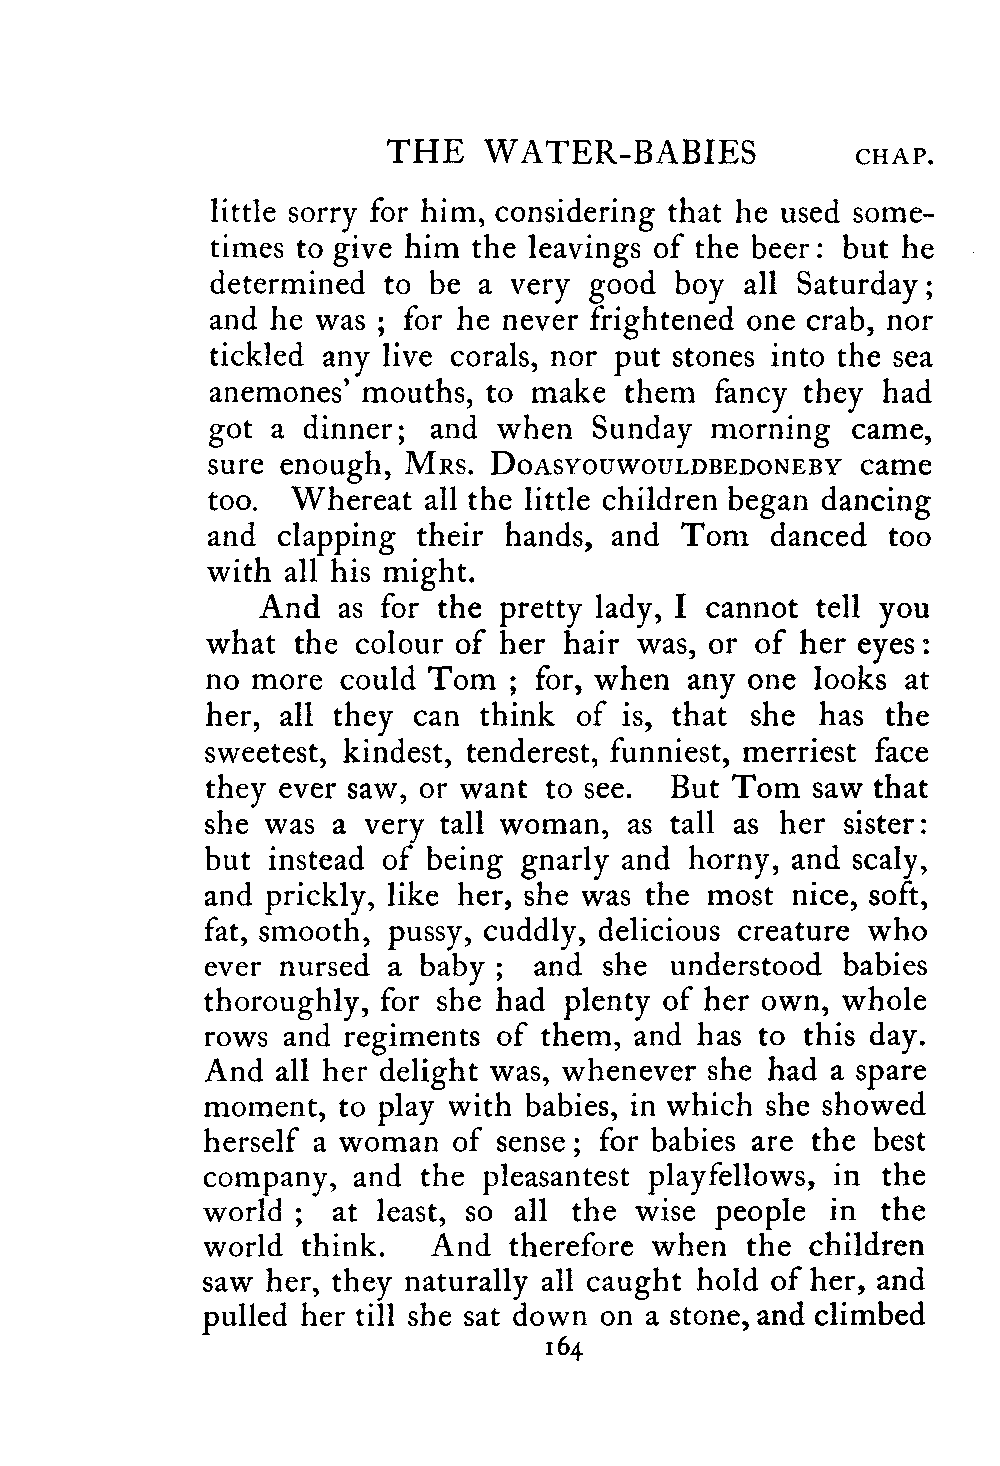 THE WATER-BABIES CHAP.
little sorry for him, considering that he used some-
times to give him the leavings of the beer: but he
determined to be a very good boy all Saturday;
and he was ; for he never frightened one crab, nor
tickled any live corals, nor put stones into the sea
anemones' mouths, to make them fancy they had
got a dinner; and when Sunday morning came,
sure enough, MRS. DOASYOUWOULDBEDONEBY came
too. Whereat all the little children began dancing
and clapping their hands, and Tom danced too
with all his might.
And as for the pretty lady, I cannot tell you
what the colour of her hair was, or of her eyes:
no more could Tom ; for, when any one looks at
her, all they can think of is, that she has the
sweetest, kindest, tenderest, funniest, merriest face
they ever saw, or want to see. But Tom saw that
she was a very tall woman, as tall as her sister:
but instead of being gnarly and horny, and scaly,
and prickly, like her, she was the most nice, soft,
fat, smooth, pussy, cuddly, delicious creature who
ever nursed a baby ; and she understood babies
thoroughly, for she had plenty of her own, whole
rows and regiments of them, and has to this day.
And all her delight was, whenever she had a spare
moment, to play with babies, in which she showed
herself a woman of sense; for babies are the best
company, and the pleasantest playfellows, in the
world ; at least, so all the wise people in the
world think. And therefore when the children
saw her, they naturally all caught hold of her, and
pulled her till she sat down on a stone, and climbed
164